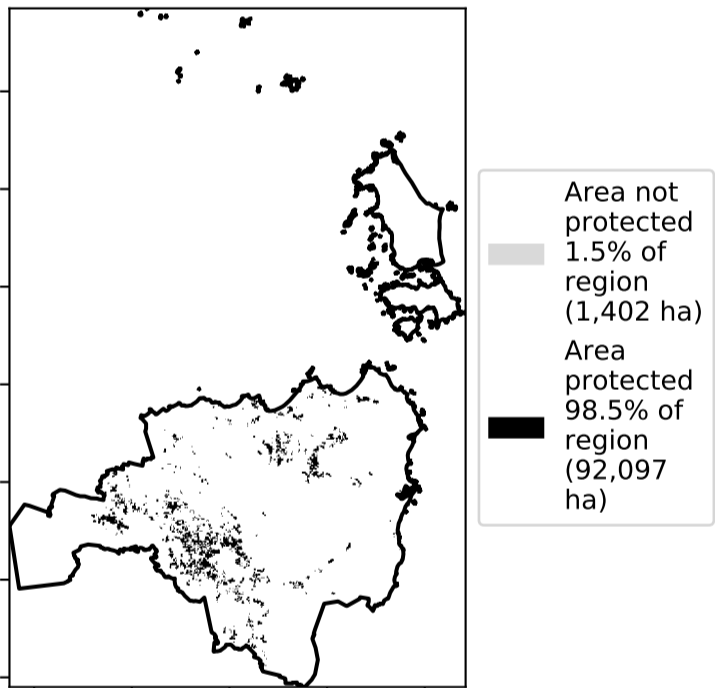 Area not
protected
1.5% of
region
(1,402 ha)
Area
protected
98.5% of
region
(92,097
ha)